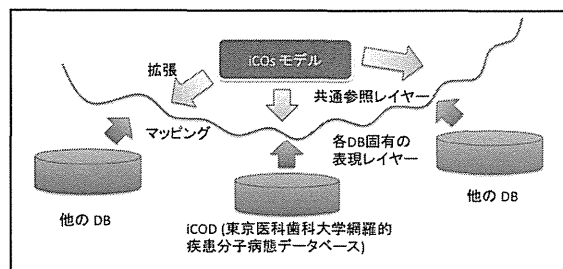 iCOs モデル
拡張
共通参照レイヤー
マッピング
各DB固有の
表現レイヤー
他の DB
他の DB
iCOD (東京医科歯科大学網羅的
疾患分子病態データベース)